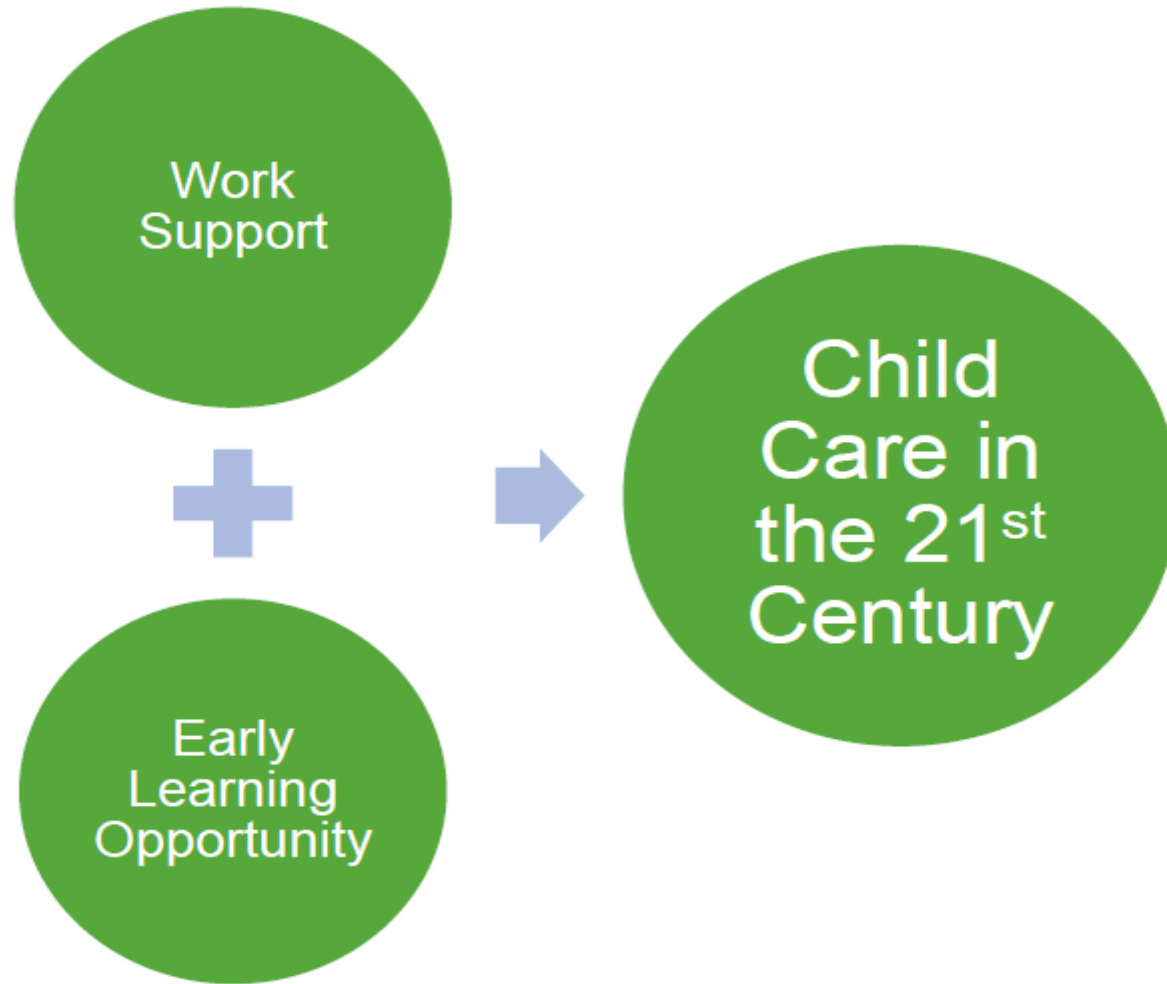 Work
Support
Early
Learning
Opportunity
Child
Care in
the 21st
Century